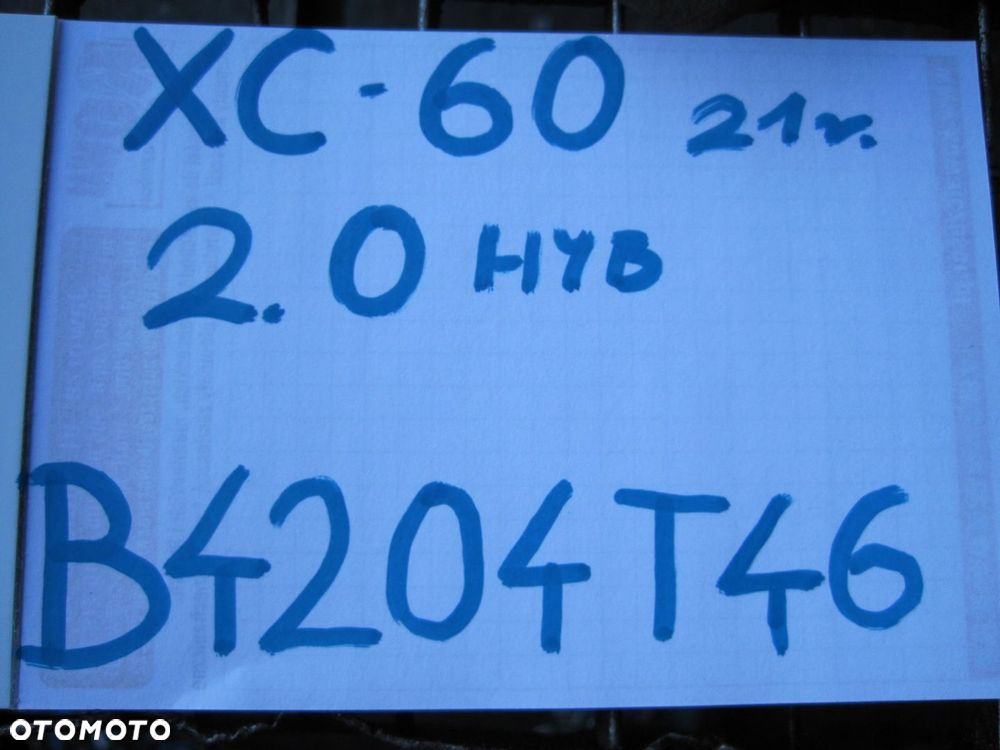 XC-60 21r.
2.0 HYB
B4204T46
OTOMOTO